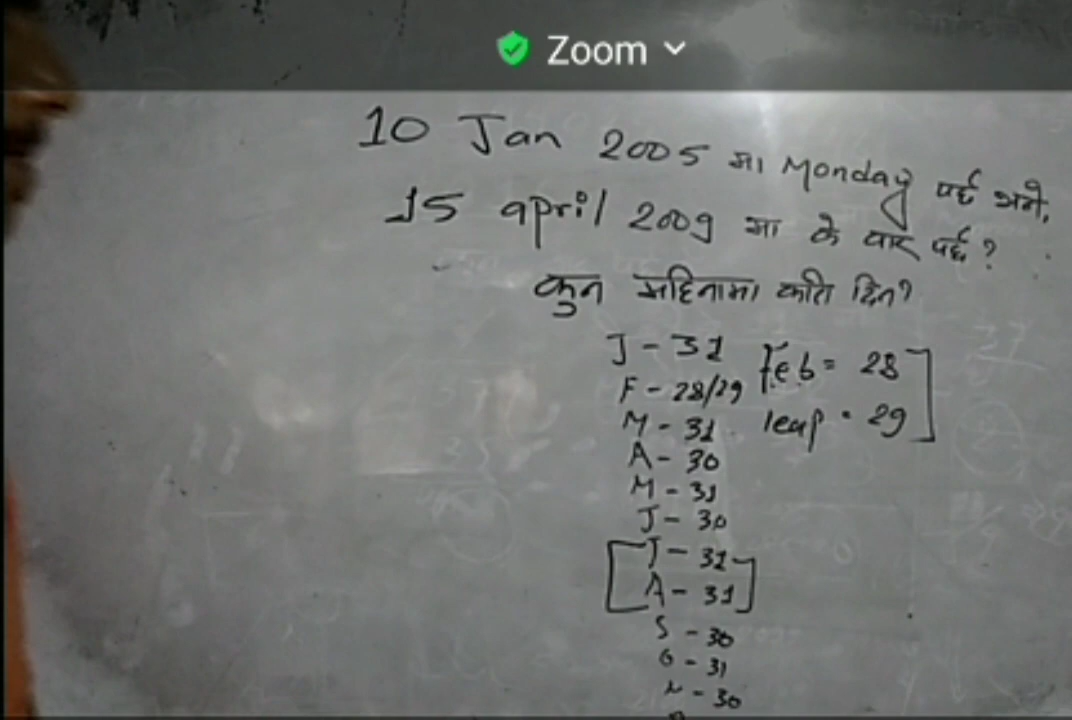 Zoom
10 Jan 2005 मा Monday पर्छ भने,
15 april 2009 मा के वार पर्छ?
कुन महिनामा कति दिन?
J - 31
F - 28/29
M - 31
A - 30
M - 31
J - 30
J - 31
A - 31
S - 30
O - 31
N - 30
Feb = 28
leap = 29